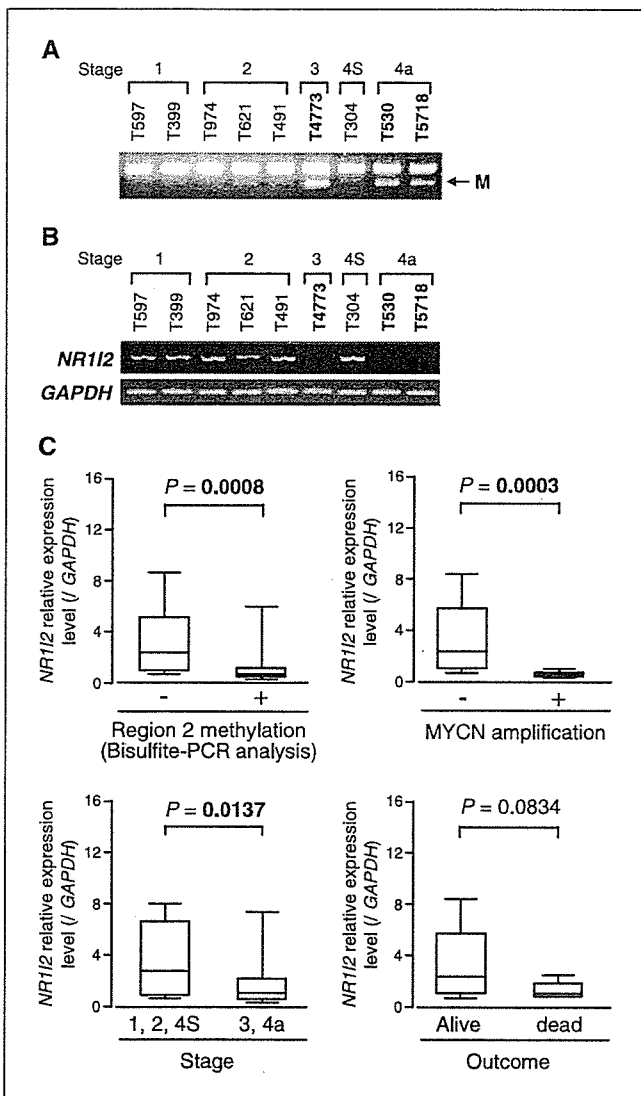 A
Stage 1 2 3 4S 4a
T597 T399 T974 T621 T491 T4773 T304 T530 T5718
M
B
Stage 1 2 3 4S 4a
T597 T399 T974 T621 T491 T4773 T304 T530 T5718
NR1I2
GAPDH
C
NR1I2 relative expression
level (/ GAPDH)
16
12
8
4
0
P = 0.0008
- +
Region 2 methylation
(Bisulfite-PCR analysis)
NR1I2 relative expression
level (/ GAPDH)
16
12
8
4
0
P = 0.0003
- +
MYCN amplification
NR1I2 relative expression
level (/ GAPDH)
16
12
8
4
0
P = 0.0137
1, 2, 4S 3, 4a
Stage
NR1I2 relative expression
level (/ GAPDH)
16
12
8
4
0
P = 0.0834
Alive dead
Outcome